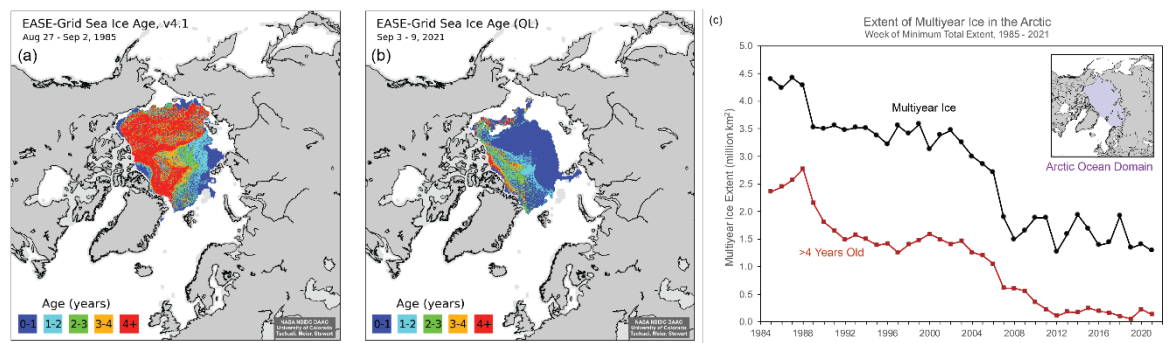 EASE-Grid Sea Ice Age, v4.1
Aug 27 - Sep 2, 1985
(a)
Age (years)
0-1 1-2 2-3 3-4 4+
NASA NSIDC DAAC
University of Colorado
Tschudi, Meier, Stewart
EASE-Grid Sea Ice Age (QL)
Sep 3 - 9, 2021
(b)
Age (years)
0-1 1-2 2-3 3-4 4+
NASA NSIDC DAAC
University of Colorado
Tschudi, Meier, Stewart
(c)
Extent of Multiyear Ice in the Arctic
Week of Minimum Total Extent, 1985 - 2021
Multiyear Ice Extent (million km²)
5.0
4.5
4.0
3.5
3.0
2.5
2.0
1.5
1.0
0.5
0.0
Multiyear Ice
Arctic Ocean Domain
>4 Years Old
1984 1988 1992 1996 2000 2004 2008 2012 2016 2020